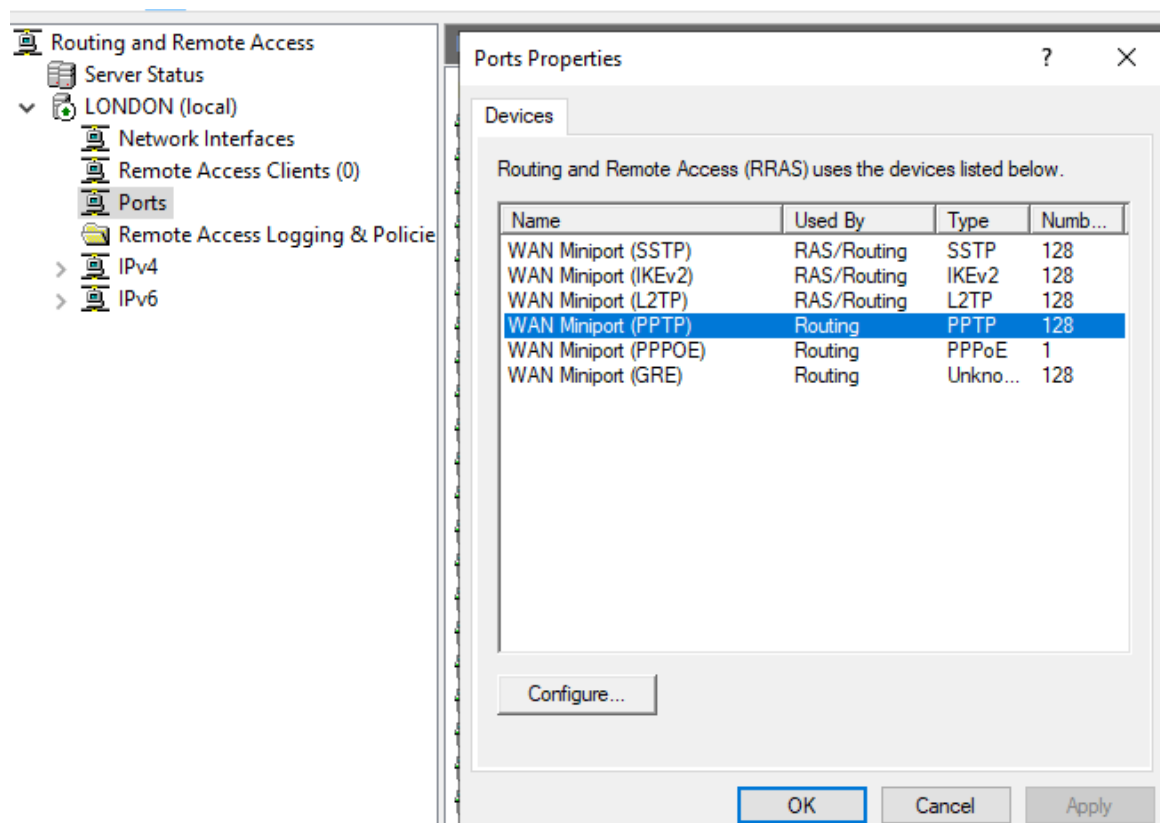 Routing and Remote Access
Server Status
LONDON (local)
Network Interfaces
Remote Access Clients (0)
Ports
Remote Access Logging & Policie
IPv4
IPv6
Ports Properties ?
Devices
Routing and Remote Access (RRAS) uses the devices listed below.
Name Used By Type Numb...
WAN Miniport (SSTP) RAS/Routing SSTP 128
WAN Miniport (IKEv2) RAS/Routing IKEv2 128
WAN Miniport (L2TP) RAS/Routing L2TP 128
WAN Miniport (PPTP) Routing PPTP 128
WAN Miniport (PPPOE) Routing PPPoE 1
WAN Miniport (GRE) Routing Unkno... 128
Configure...
OK Cancel Apply